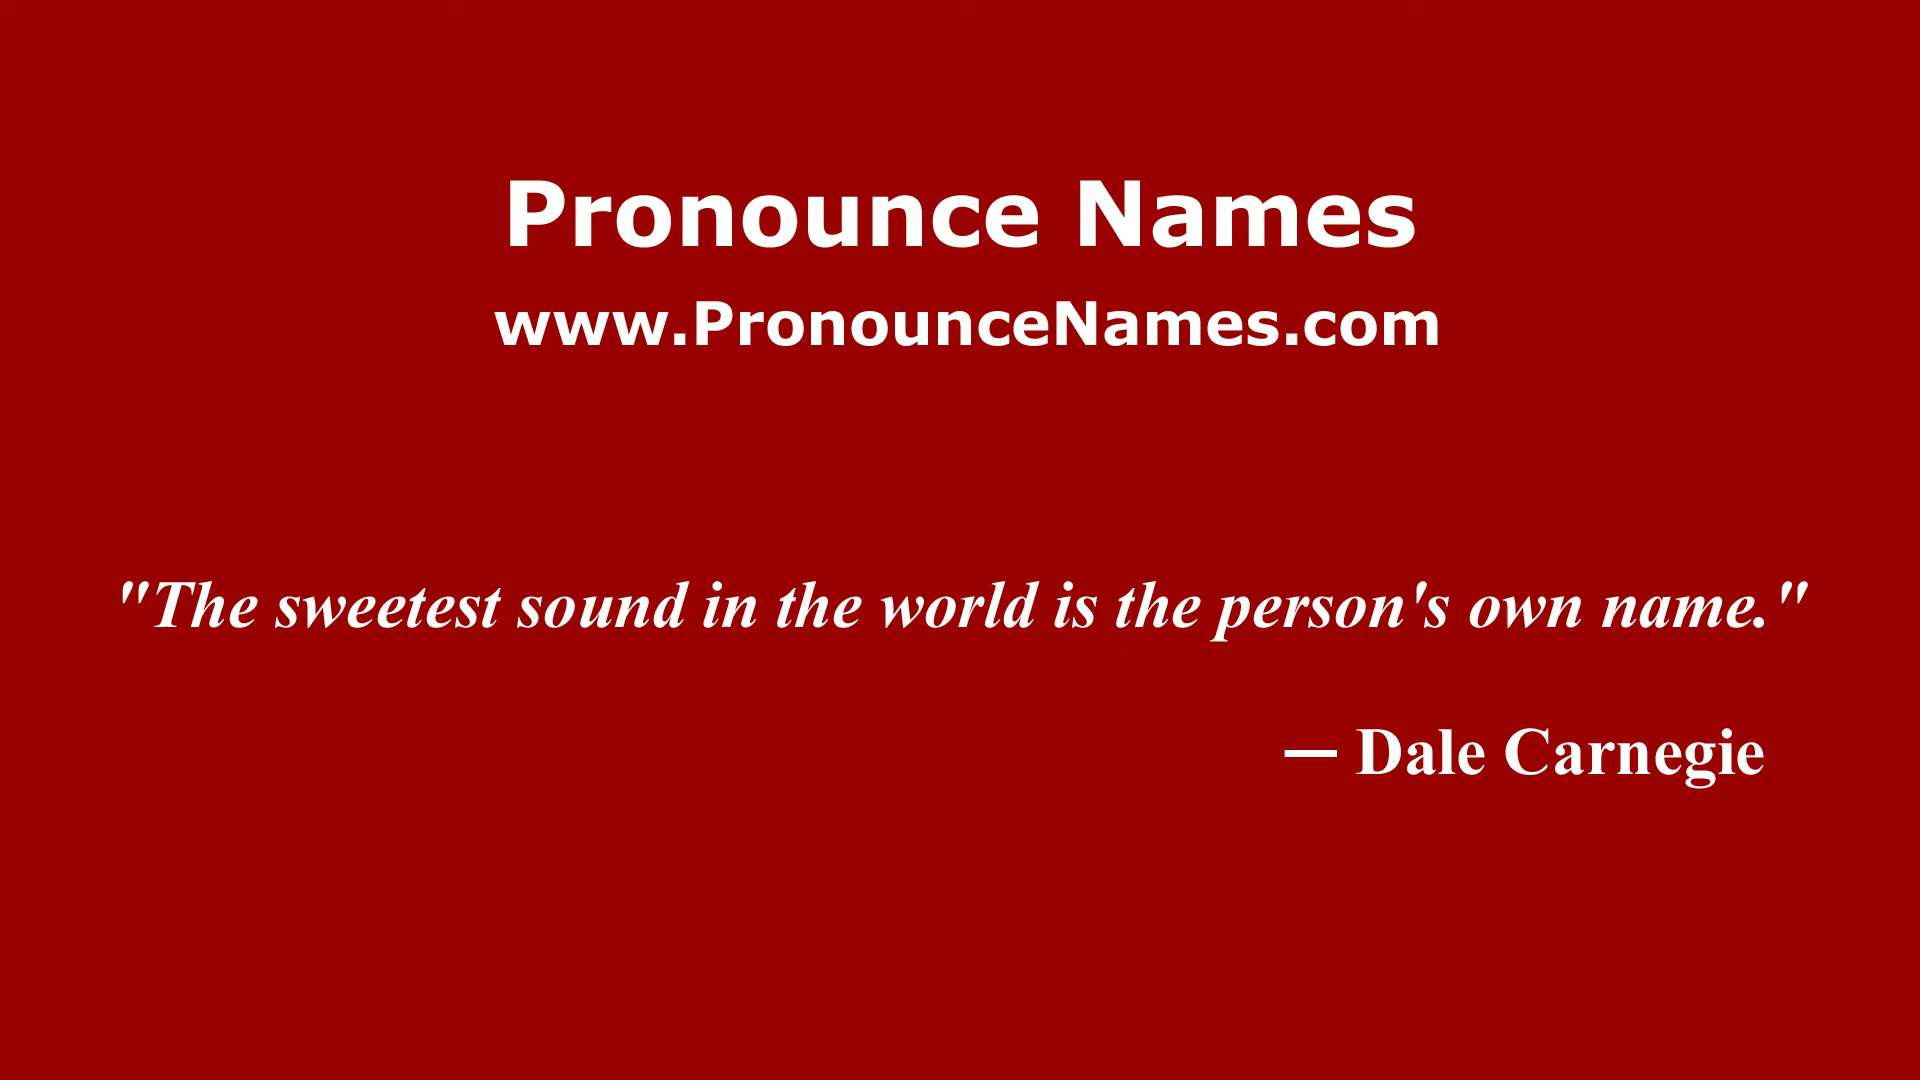 Pronounce Names
www.PronounceNames.com
"The sweetest sound in the world is the person's own name."
— Dale Carnegie